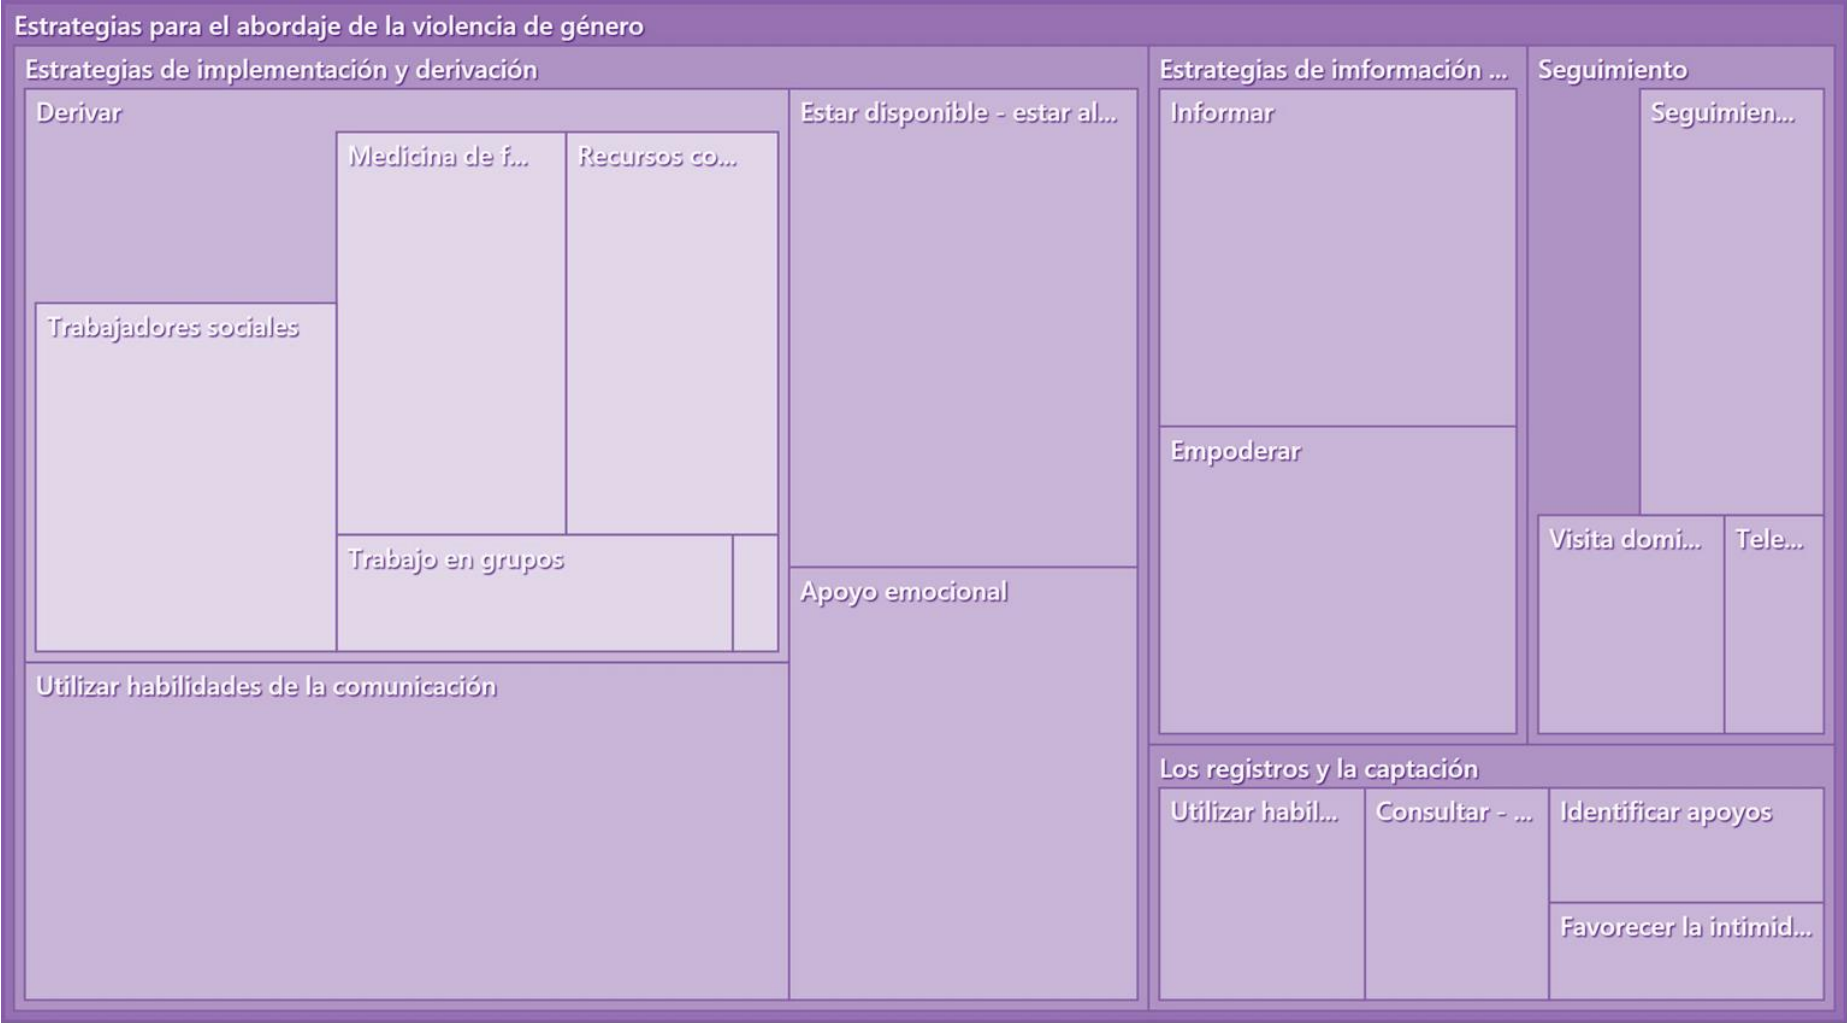 Estrategias para el abordaje de la violencia de género
Estrategias de implementación y derivación
Derivar
Medicina de f...
Recursos co...
Trabajadores sociales
Trabajo en grupos
Estar disponible - estar al...
Apoyo emocional
Utilizar habilidades de la comunicación
Estrategias de imformación ...
Informar
Empoderar
Seguimiento
Seguimien...
Visita domi...
Tele...
Los registros y la captación
Utilizar habil...
Consultar - ...
Identificar apoyos
Favorecer la intimid...